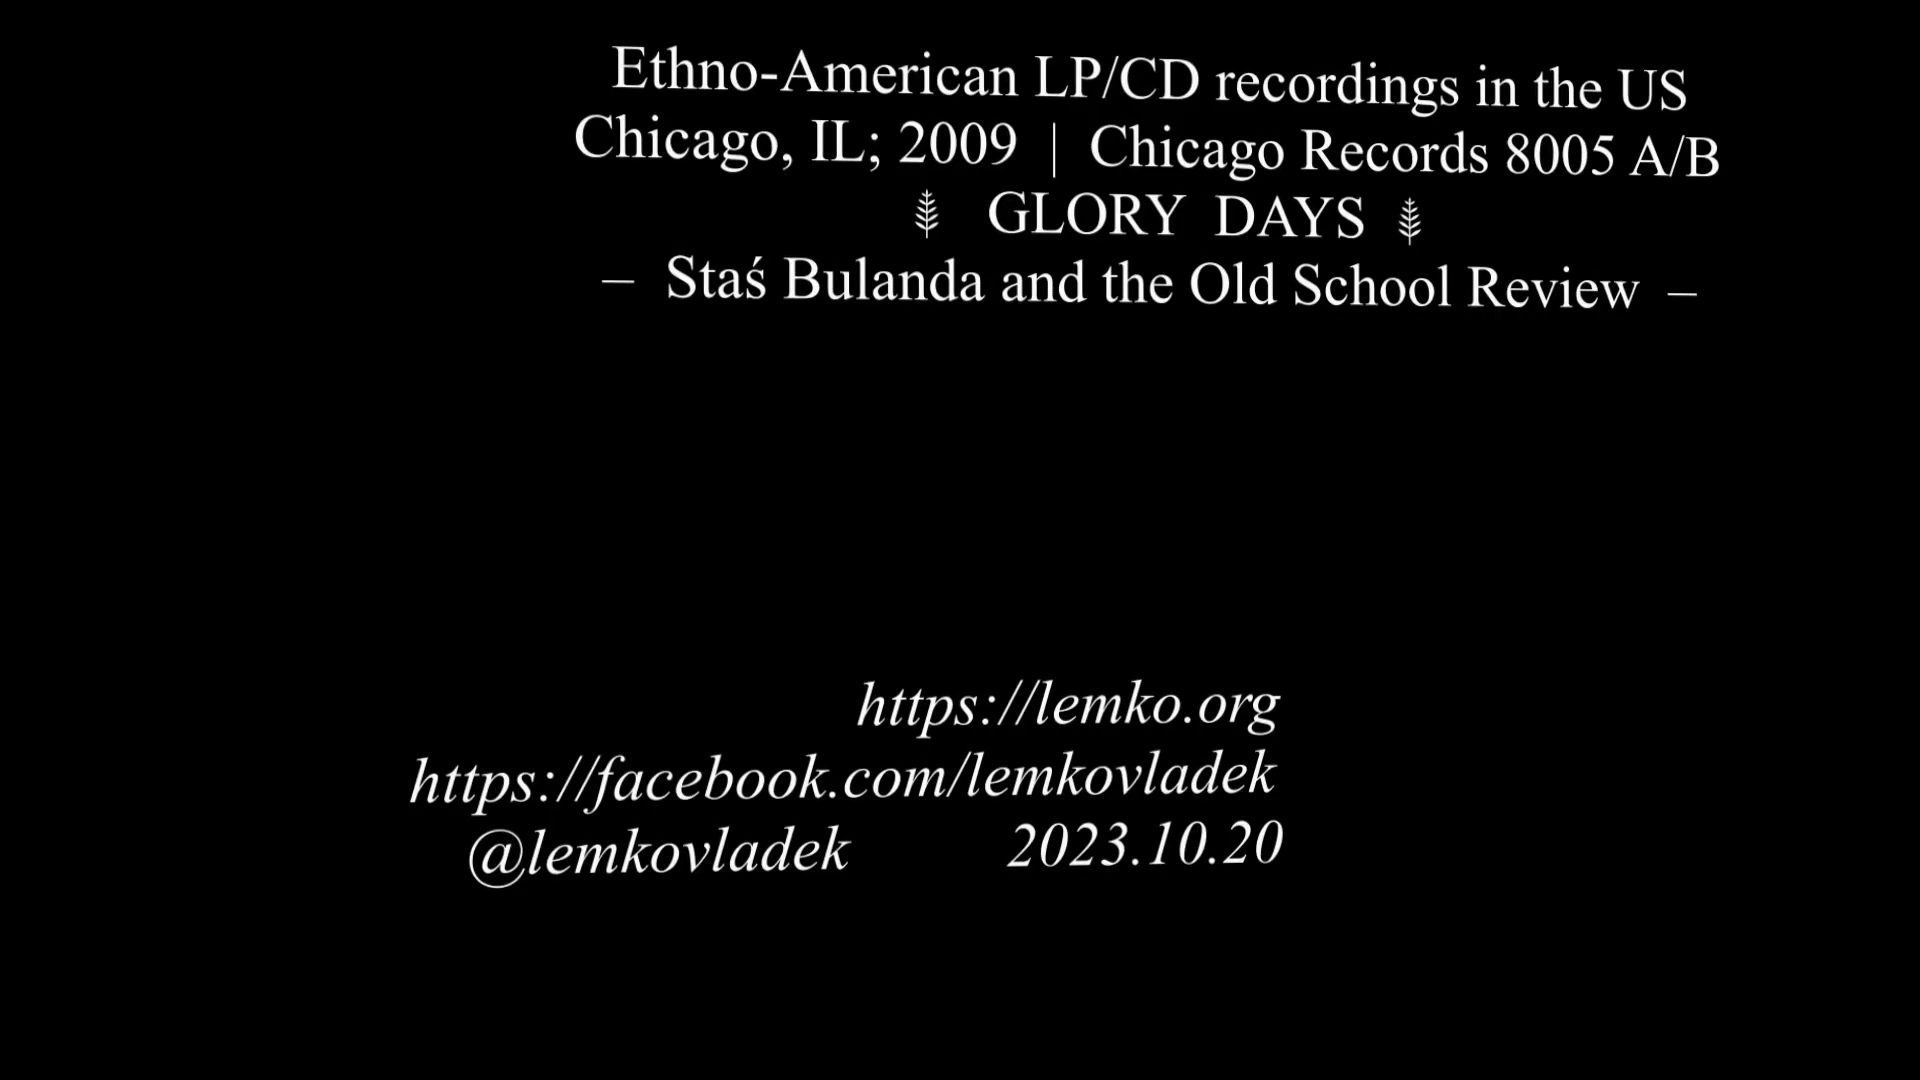 Ethno-American LP/CD recordings in the US
Chicago, IL; 2009 | Chicago Records 8005 A/B
⸙ GLORY DAYS ⸙
– Staś Bulanda and the Old School Review –
https://lemko.org
https://facebook.com/lemkovladek
@lemkovladek 2023.10.20